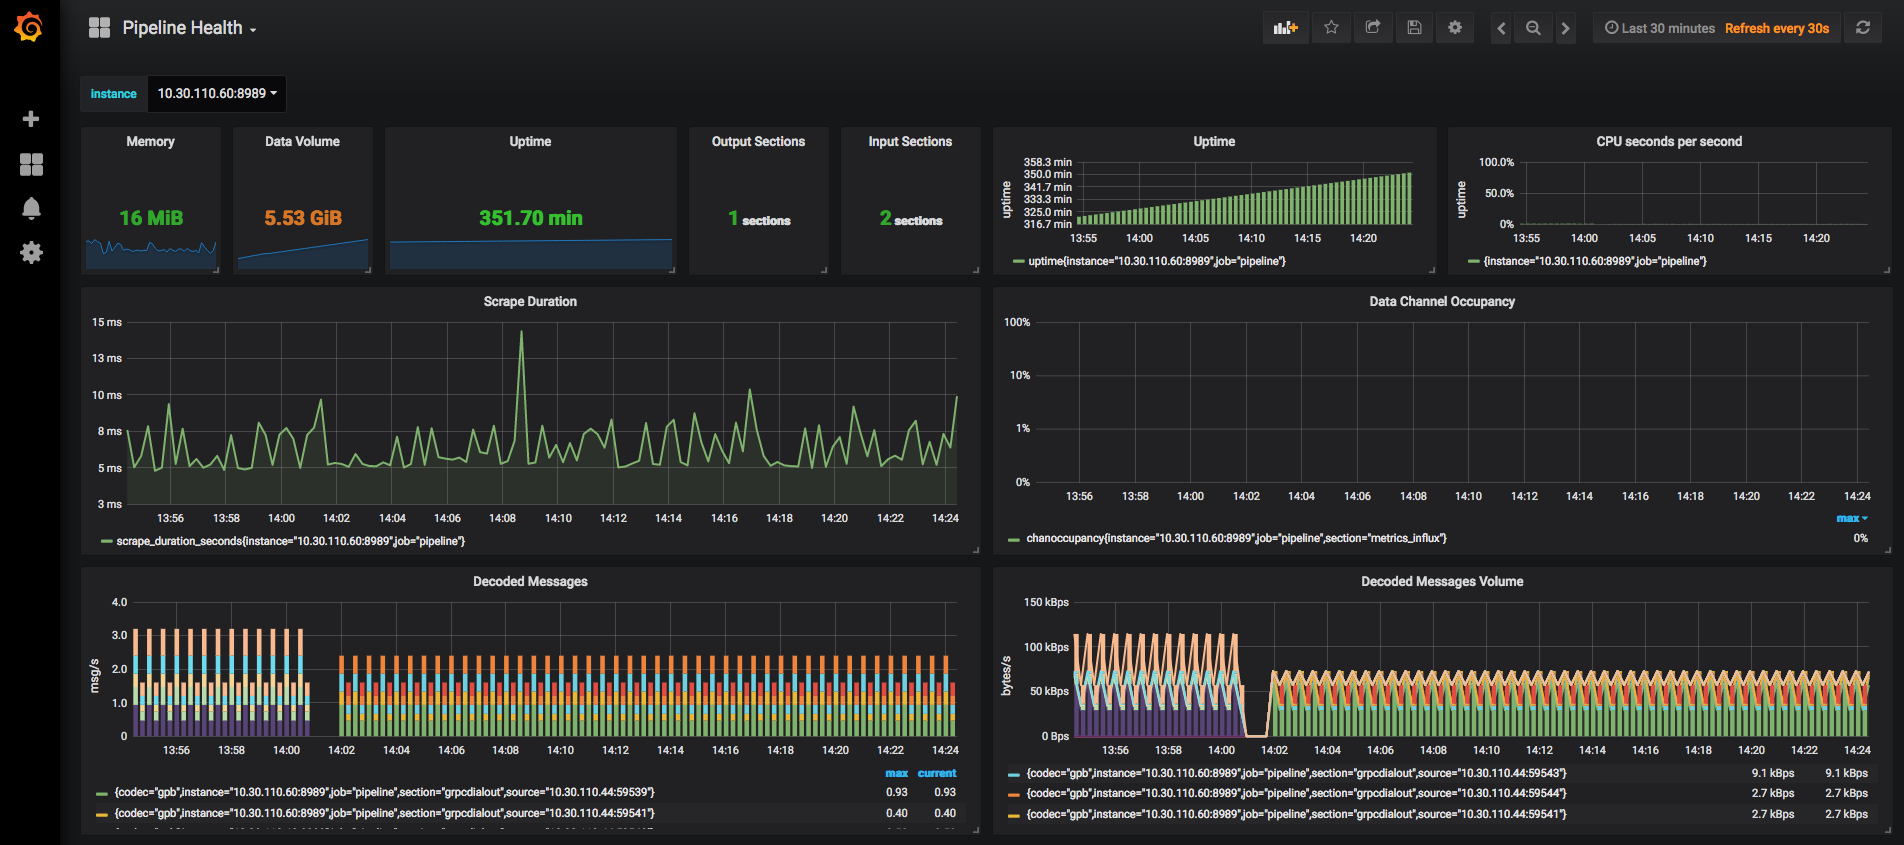 Pipeline Health
Last 30 minutes Refresh every 30s
instance 10.30.110.60:8989
Memory
16 MiB
Data Volume
5.53 GiB
Uptime
351.70 min
Output Sections
1 sections
Input Sections
2 sections
Uptime
uptime
358.3 min
350.0 min
341.7 min
333.3 min
325.0 min
316.7 min
13:55 14:00 14:05 14:10 14:15 14:20
uptime{instance="10.30.110.60:8989",job="pipeline"}
CPU seconds per second
uptime
100.0%
50.0%
0%
13:55 14:00 14:05 14:10 14:15 14:20
{instance="10.30.110.60:8989",job="pipeline"}
Scrape Duration
15 ms
13 ms
10 ms
8 ms
5 ms
3 ms
13:56 13:58 14:00 14:02 14:04 14:06 14:08 14:10 14:12 14:14 14:16 14:18 14:20 14:22 14:24
scrape_duration_seconds{instance="10.30.110.60:8989",job="pipeline"}
Data Channel Occupancy
100%
10%
1%
0%
13:56 13:58 14:00 14:02 14:04 14:06 14:08 14:10 14:12 14:14 14:16 14:18 14:20 14:22 14:24
max
chanoccupancy{instance="10.30.110.60:8989",job="pipeline",section="metrics_influx"} 0%
Decoded Messages
msg/s
4.0
3.0
2.0
1.0
0
13:56 13:58 14:00 14:02 14:04 14:06 14:08 14:10 14:12 14:14 14:16 14:18 14:20 14:22 14:24
max current
{codec="gpb",instance="10.30.110.60:8989",job="pipeline",section="grpcdialout",source="10.30.110.44:59539"} 0.93 0.93
{codec="gpb",instance="10.30.110.60:8989",job="pipeline",section="grpcdialout",source="10.30.110.44:59541"} 0.40 0.40
Decoded Messages Volume
bytes/s
150 kBps
100 kBps
50 kBps
0 Bps
13:56 13:58 14:00 14:02 14:04 14:06 14:08 14:10 14:12 14:14 14:16 14:18 14:20 14:22 14:24
{codec="gpb",instance="10.30.110.60:8989",job="pipeline",section="grpcdialout",source="10.30.110.44:59543"} 9.1 kBps 9.1 kBps
{codec="gpb",instance="10.30.110.60:8989",job="pipeline",section="grpcdialout",source="10.30.110.44:59544"} 2.7 kBps 2.7 kBps
{codec="gpb",instance="10.30.110.60:8989",job="pipeline",section="grpcdialout",source="10.30.110.44:59541"} 2.7 kBps 2.7 kBps